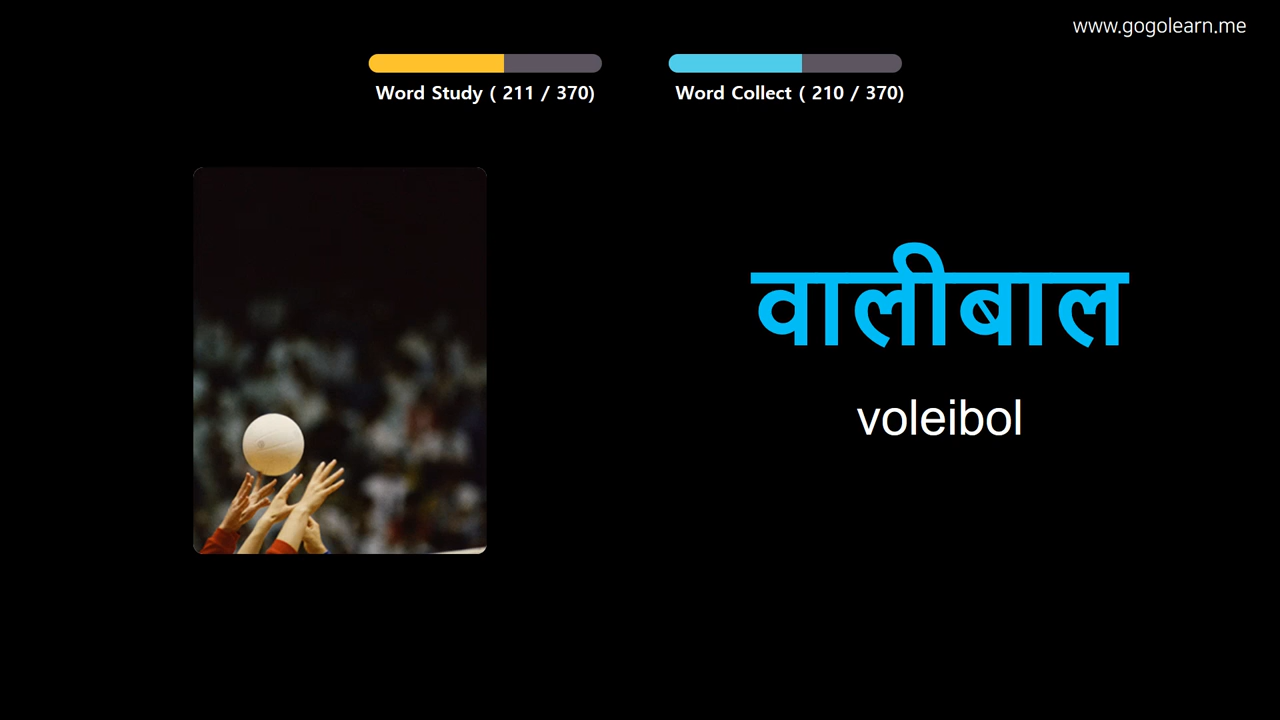 www.gogolearn.me
Word Study ( 211 / 370)
Word Collect ( 210 / 370)
वालीबाल
voleibol